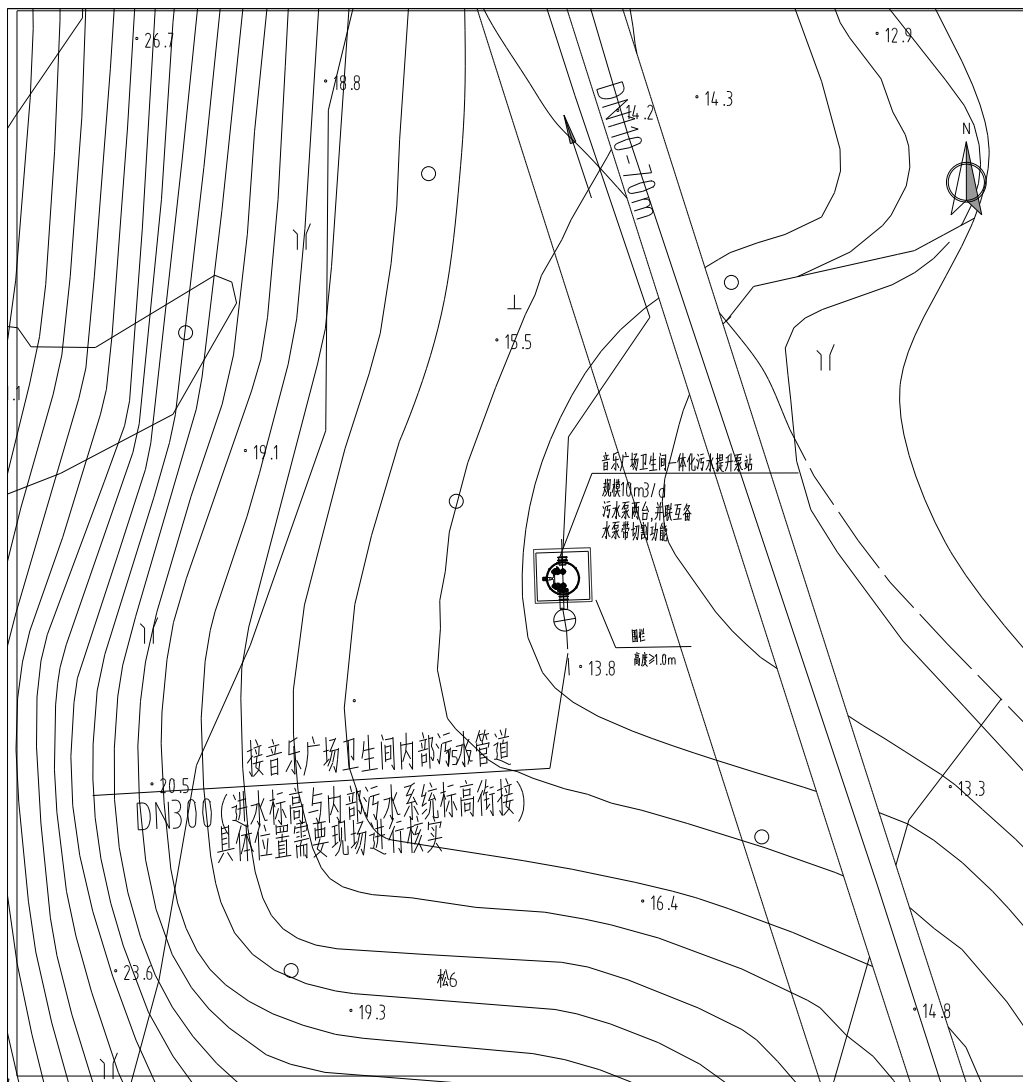 26.7
12.9
18.8
14.3
14.2
DN110-70m
N
15.5
19.1
音乐广场卫生间一体化污水提升泵站
规模10m3/d
污水泵两台,并联互备
水泵带切割功能
围栏
高度≥1.0m
13.8
接音乐广场卫生间内部污水管道
20.5
DN300(进水标高与内部污水系统标高衔接)
具体位置需要现场进行核实
13.3
16.4
23.6
松6
19.3
14.8